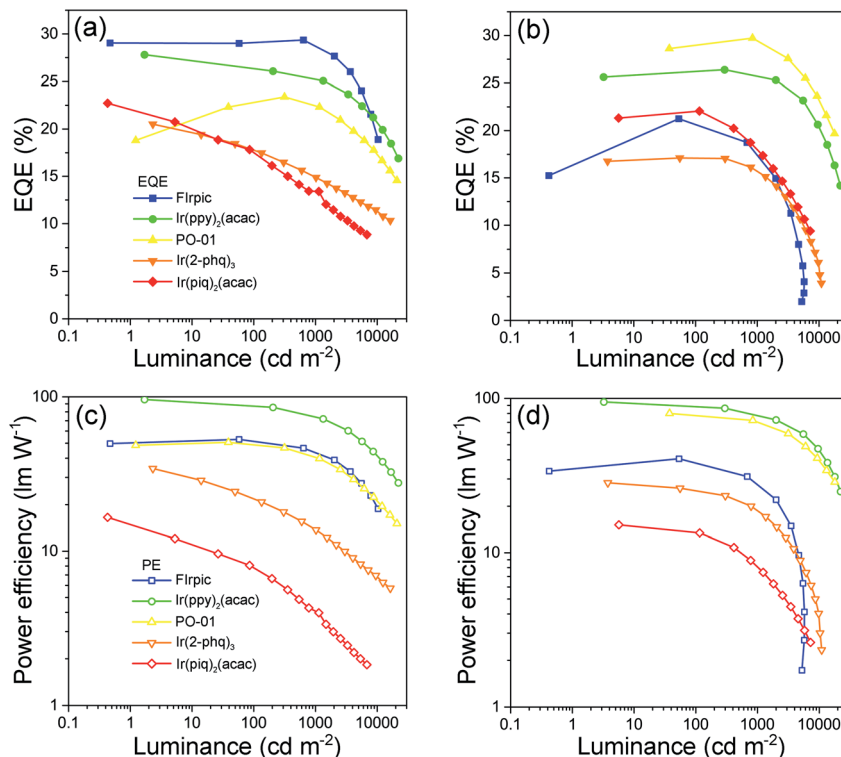 (a)
EQE (%)
30
25
20
15
10
5
0
EQE
FIrpic
Ir(ppy)₂(acac)
PO-01
Ir(2-phq)₃
Ir(piq)₂(acac)
0.1 1 10 100 1000 10000
Luminance (cd m⁻²)
(b)
EQE (%)
30
25
20
15
10
5
0
0.1 1 10 100 1000 10000
Luminance (cd m⁻²)
(c)
Power efficiency (lm W⁻¹)
100
10
1
PE
FIrpic
Ir(ppy)₂(acac)
PO-01
Ir(2-phq)₃
Ir(piq)₂(acac)
0.1 1 10 100 1000 10000
Luminance (cd m⁻²)
(d)
Power efficiency (lm W⁻¹)
100
10
1
0.1 1 10 100 1000 10000
Luminance (cd m⁻²)